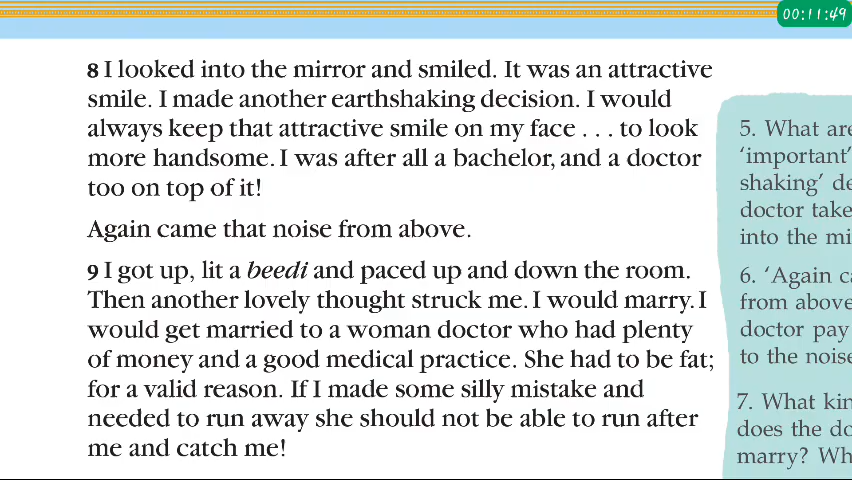 00:11:49
8 I looked into the mirror and smiled. It was an attractive
smile. I made another earthshaking decision. I would
always keep that attractive smile on my face . . . to look
more handsome. I was after all a bachelor, and a doctor
too on top of it!
Again came that noise from above.
9 I got up, lit a beedi and paced up and down the room.
Then another lovely thought struck me. I would marry. I
would get married to a woman doctor who had plenty
of money and a good medical practice. She had to be fat;
for a valid reason. If I made some silly mistake and
needed to run away she should not be able to run after
me and catch me!
5. What are
‘important’
shaking’ de
doctor take
into the mi
6. ‘Again ca
from above
doctor pay
to the noise
7. What kin
does the do
marry? Wh